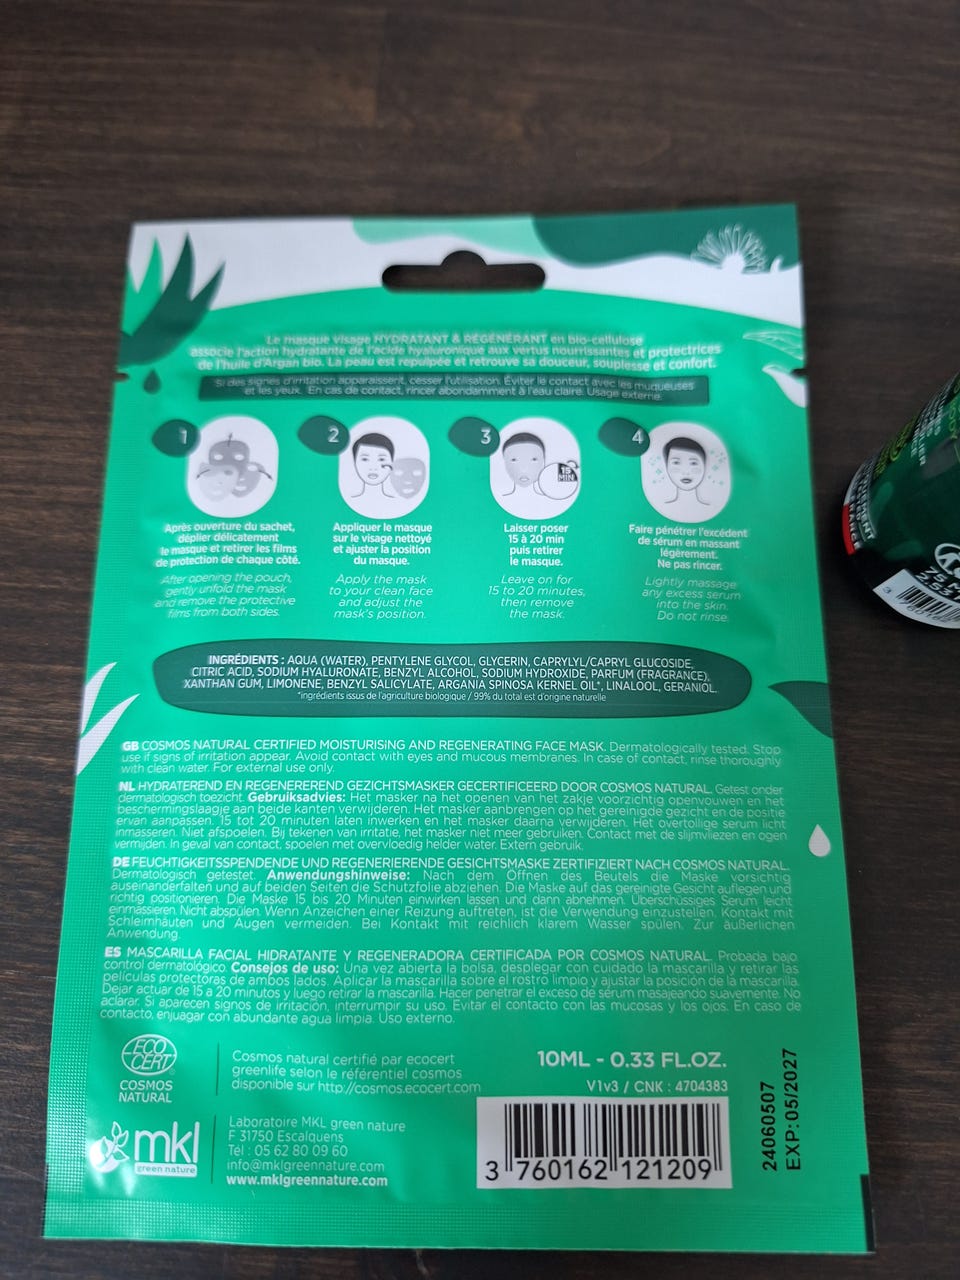 Le masque visage HYDRATANT & RÉGÉNÉRANT en bio-cellulose
associe l'action hydratante de l'acide hyaluronique aux vertus nourrissantes et protectrices
de l'huile d'Argan bio. La peau est repulpée et retrouve sa douceur, souplesse et confort.
Si des signes d'irritation apparaissent, cesser l'utilisation. Éviter le contact avec les muqueuses
et les yeux. En cas de contact, rincer abondamment à l'eau claire. Usage externe.
1
Après ouverture du sachet,
déplier délicatement
le masque et retirer les films
de protection de chaque côté.
After opening the pouch,
gently unfold the mask
and remove the protective
films from both sides.
2
Appliquer le masque
sur le visage nettoyé
et ajuster la position
du masque.
Apply the mask
to your clean face
and adjust the
mask's position.
3
15
MIN
Laisser poser
15 à 20 min
puis retirer
le masque.
Leave on for
15 to 20 minutes,
then remove
the mask.
4
Faire pénétrer l'excédent
de sérum en massant
légèrement.
Ne pas rincer.
Lightly massage
any excess serum
into the skin.
Do not rinse.
INGRÉDIENTS : AQUA (WATER), PENTYLENE GLYCOL, GLYCERIN, CAPRYLYL/CAPRYL GLUCOSIDE,
CITRIC ACID, SODIUM HYALURONATE, BENZYL ALCOHOL, SODIUM HYDROXIDE, PARFUM (FRAGRANCE),
XANTHAN GUM, LIMONENE, BENZYL SALICYLATE, ARGANIA SPINOSA KERNEL OIL*, LINALOOL, GERANIOL.
*ingrédients issus de l'agriculture biologique / 99% du total est d'origine naturelle
GB COSMOS NATURAL CERTIFIED MOISTURISING AND REGENERATING FACE MASK. Dermatologically tested. Stop
use if signs of irritation appear. Avoid contact with eyes and mucous membranes. In case of contact, rinse thoroughly
with clean water. For external use only.
NL HYDRATEREND EN REGENEREREND GEZICHTSMASKER GECERTIFICEERD DOOR COSMOS NATURAL. Getest onder
dermatologisch toezicht. Gebruiksadvies: Het masker na het openen van het zakje voorzichtig openvouwen en het
beschermingslaagje aan beide kanten verwijderen. Het masker aanbrengen op het gereinigde gezicht en de positie
ervan aanpassen. 15 tot 20 minuten laten inwerken en het masker daarna verwijderen. Het overtollige serum licht
inmasseren. Niet afspoelen. Bij tekenen van irritatie, het masker niet meer gebruiken. Contact met de slijmvliezen en ogen
vermijden. In geval van contact, spoelen met overvloedig helder water. Extern gebruik.
DE FEUCHTIGKEITSSPENDENDE UND REGENERIERENDE GESICHTSMASKE ZERTIFIZIERT NACH COSMOS NATURAL.
Dermatologisch getestet. Anwendungshinweise: Nach dem Öffnen des Beutels die Maske vorsichtig
auseinanderfalten und auf beiden Seiten die Schutzfolie abziehen. Die Maske auf das gereinigte Gesicht auflegen und
richtig positionieren. Die Maske 15 bis 20 Minuten einwirken lassen und dann abnehmen. Überschüssiges Serum leicht
einmassieren. Nicht abspülen. Wenn Anzeichen einer Reizung auftreten, ist die Verwendung einzustellen. Kontakt mit
Schleimhäuten und Augen vermeiden. Bei Kontakt mit reichlich klarem Wasser spülen. Zur äußerlichen
Anwendung.
ES MASCARILLA FACIAL HIDRATANTE Y REGENERADORA CERTIFICADA POR COSMOS NATURAL. Probada bajo
control dermatológico. Consejos de uso: Una vez abierta la bolsa, desplegar con cuidado la mascarilla y retirar las
películas protectoras de ambos lados. Aplicar la mascarilla sobre el rostro limpio y ajustar la posición de la mascarilla.
Dejar actuar de 15 a 20 minutos y luego retirar la mascarilla. Hacer penetrar el exceso de sérum masajeando suavemente. No
aclarar. Si aparecen signos de irritación, interrumpir su uso. Evitar el contacto con las mucosas y los ojos. En caso de
contacto, enjuagar con abundante agua limpia. Uso externo.
ECO
CERT
COSMOS
NATURAL
Cosmos natural certifié par ecocert
greenlife selon le référentiel cosmos
disponible sur http://cosmos.ecocert.com
10ML - 0.33 FL.OZ.
V1v3 / CNK : 4704383
mkl
green nature
Laboratoire MKL green nature
F 31750 Escalquens
Tél : 05 62 80 09 60
info@mklgreennature.com
www.mklgreennature.com
3 760162 121209
24060507
EXP: 05/2027